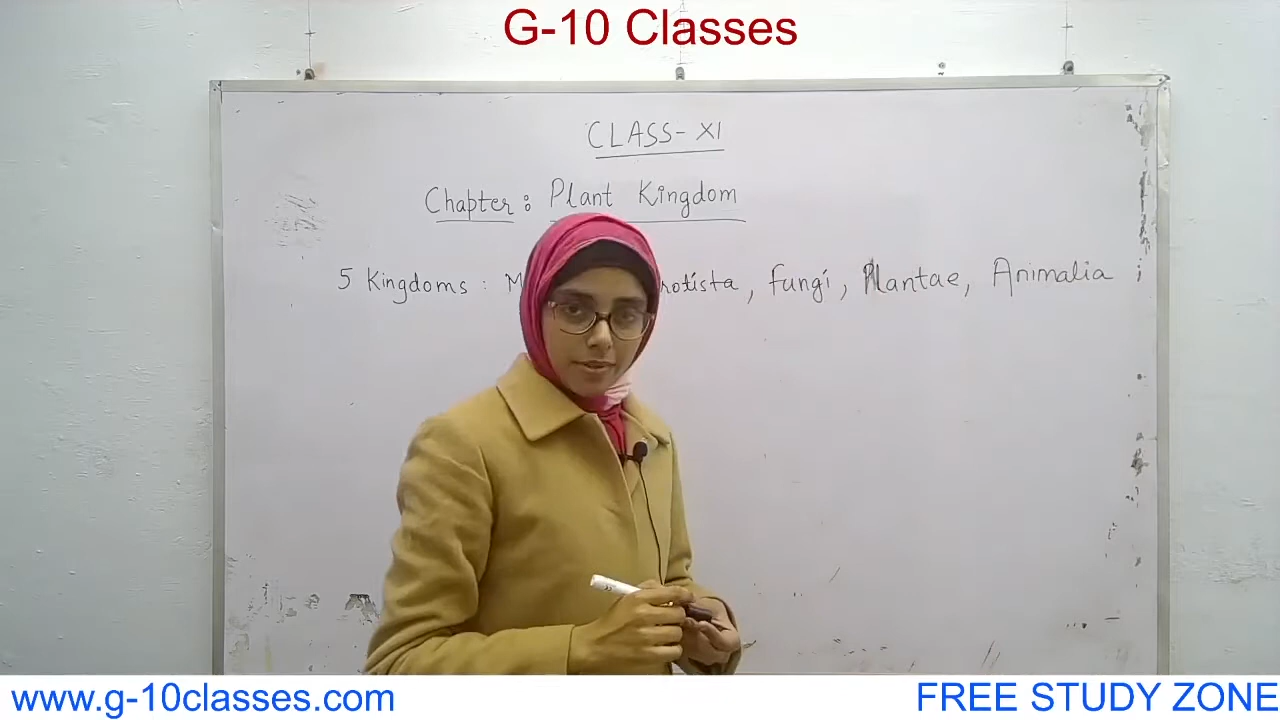 G-10 Classes
CLASS-XI
Chapter: Plant Kingdom
5 Kingdoms: M rotista, fungi, Plantae, Animalia ;
www.g-10classes.com FREE STUDY ZONE